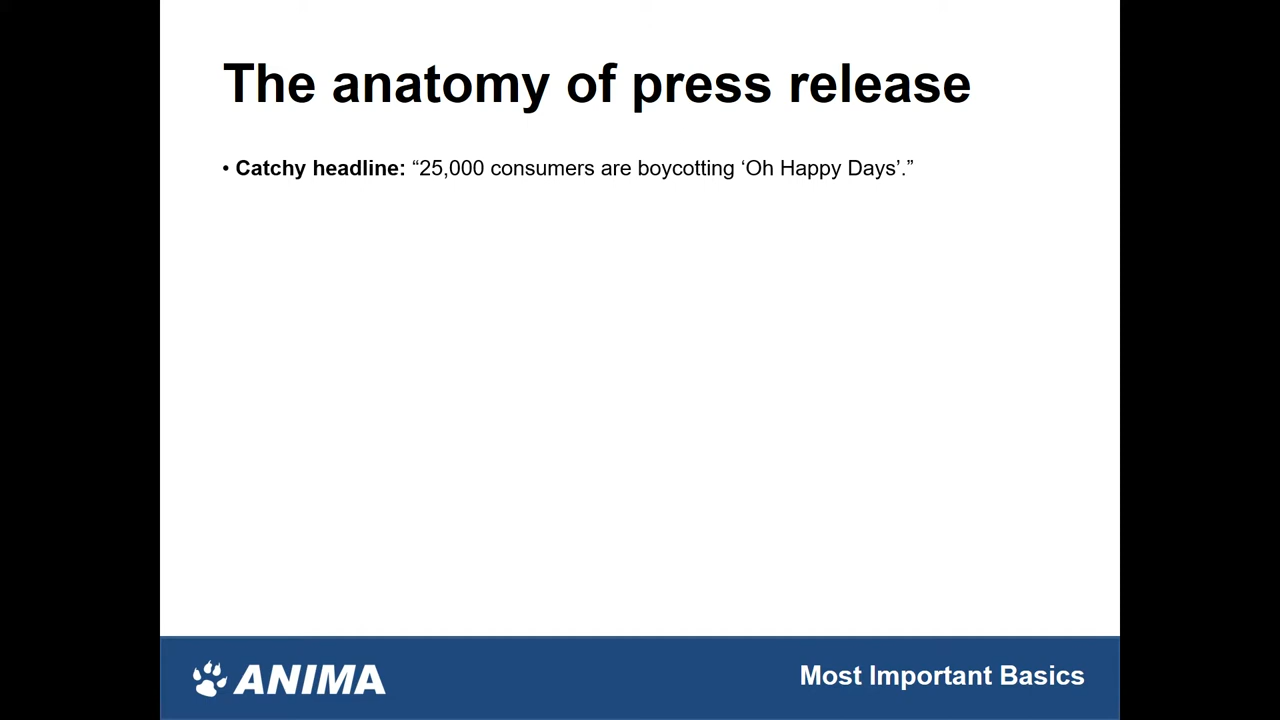 The anatomy of press release
• Catchy headline: “25,000 consumers are boycotting ‘Oh Happy Days’.”
ANIMA
Most Important Basics